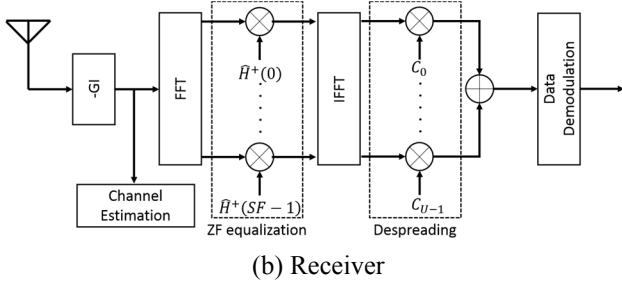 -GI
FFT
Ĥ⁺(0)
IFFT
C₀
Data
Demodulation
Channel
Estimation
Ĥ⁺(SF − 1)
C_{U−1}
ZF equalization
Despreading
(b) Receiver